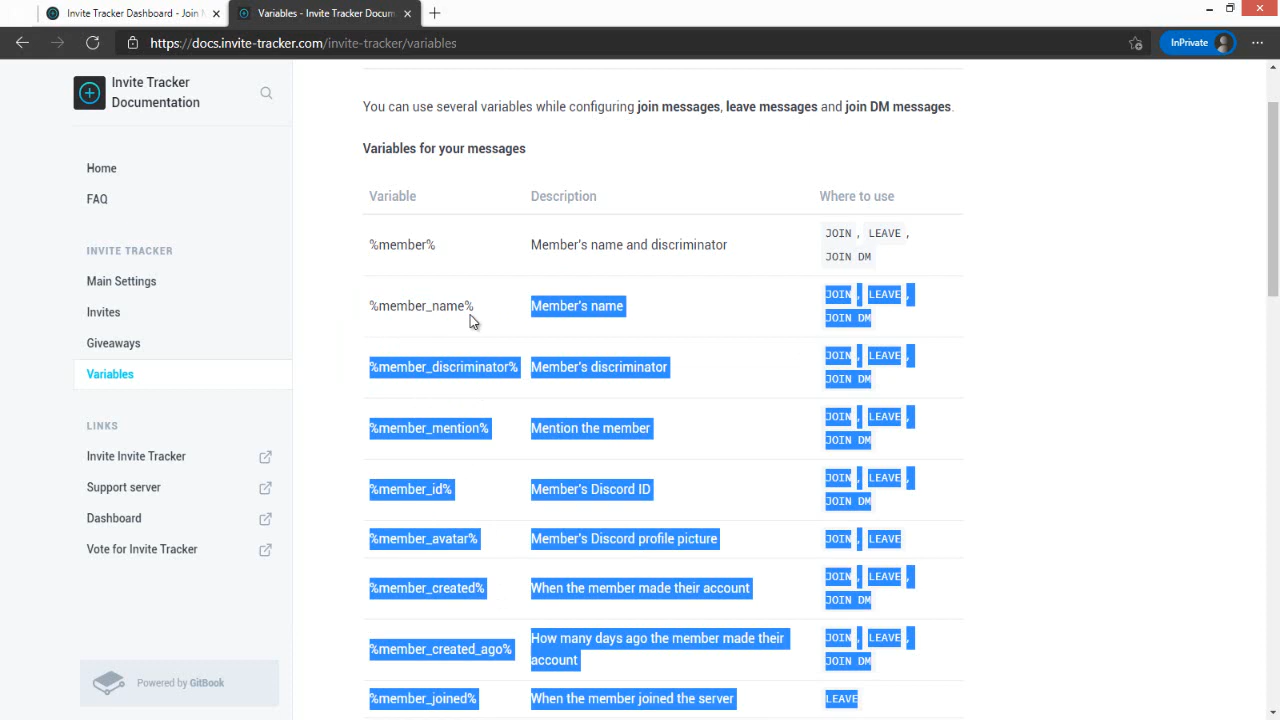 Invite Tracker Dashboard - Join
Variables - Invite Tracker Docum
https://docs.invite-tracker.com/invite-tracker/variables
InPrivate
Invite Tracker
Documentation
Home
FAQ
INVITE TRACKER
Main Settings
Invites
Giveaways
Variables
LINKS
Invite Invite Tracker
Support server
Dashboard
Vote for Invite Tracker
Powered by GitBook
You can use several variables while configuring join messages, leave messages and join DM messages.
Variables for your messages
Variable Description Where to use
%member% Member's name and discriminator JOIN , LEAVE ,
JOIN DM
%member_name% Member's name JOIN , LEAVE ,
JOIN DM
%member_discriminator% Member's discriminator JOIN , LEAVE ,
JOIN DM
%member_mention% Mention the member JOIN , LEAVE ,
JOIN DM
%member_id% Member's Discord ID JOIN , LEAVE ,
JOIN DM
%member_avatar% Member's Discord profile picture JOIN , LEAVE
%member_created% When the member made their account JOIN , LEAVE ,
JOIN DM
%member_created_ago% How many days ago the member made their account JOIN , LEAVE ,
JOIN DM
%member_joined% When the member joined the server LEAVE